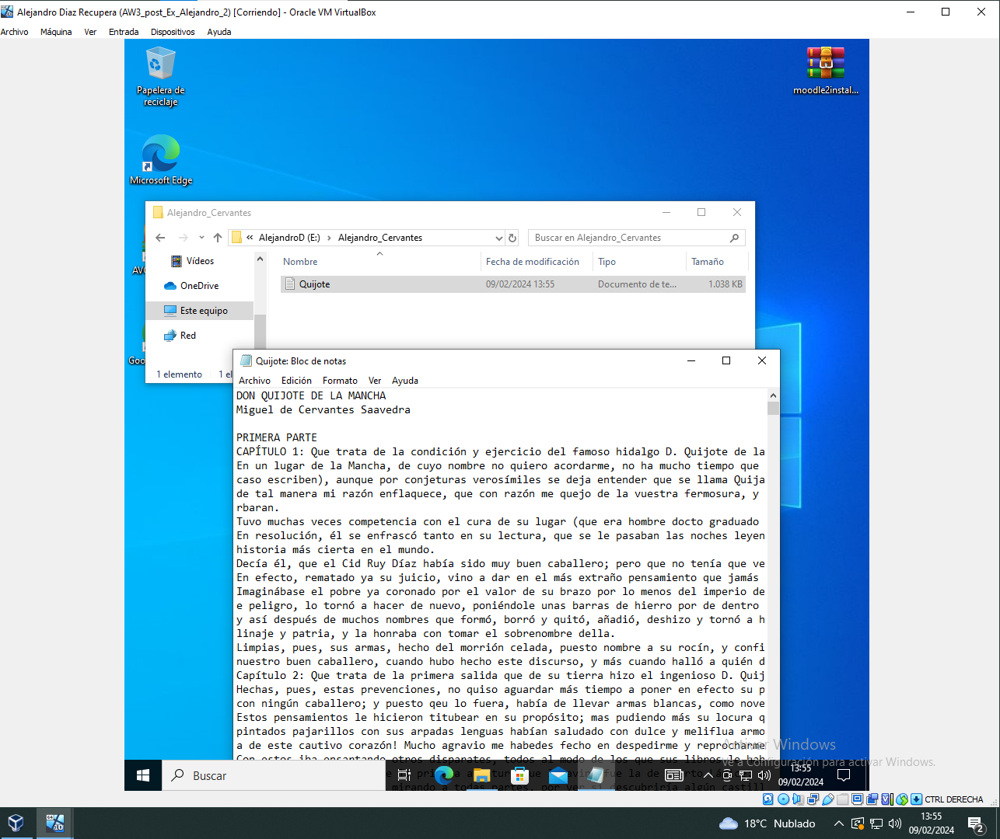 Alejandro Diaz Recupera (AW3_post_Ex_Alejandro_2) [Corriendo] - Oracle VM VirtualBox
Archivo Máquina Ver Entrada Dispositivos Ayuda
Papelera de
reciclaje
moodle2instal...
Microsoft Edge
Alejandro_Cervantes
« AlejandroD (E:) › Alejandro_Cervantes
Buscar en Alejandro_Cervantes
Vídeos
OneDrive
Este equipo
Red
Nombre Fecha de modificación Tipo Tamaño
Quijote 09/02/2024 13:55 Documento de te... 1.038 KB
1 elemento
Quijote: Bloc de notas
Archivo Edición Formato Ver Ayuda
DON QUIJOTE DE LA MANCHA
Miguel de Cervantes Saavedra
PRIMERA PARTE
CAPÍTULO 1: Que trata de la condición y ejercicio del famoso hidalgo D. Quijote de la
En un lugar de la Mancha, de cuyo nombre no quiero acordarme, no ha mucho tiempo que
caso escriben), aunque por conjeturas verosímiles se deja entender que se llama Quija
de tal manera mi razón enflaquece, que con razón me quejo de la vuestra fermosura, y
rbaran.
Tuvo muchas veces competencia con el cura de su lugar (que era hombre docto graduado
En resolución, él se enfrascó tanto en su lectura, que se le pasaban las noches leyen
historia más cierta en el mundo.
Decía él, que el Cid Ruy Díaz había sido muy buen caballero; pero que no tenía que ve
En efecto, rematado ya su juicio, vino a dar en el más extraño pensamiento que jamás
Imaginábase el pobre ya coronado por el valor de su brazo por lo menos del imperio de
e peligro, lo tornó a hacer de nuevo, poniéndole unas barras de hierro por de dentro
y así después de muchos nombres que formó, borró y quitó, añadió, deshizo y tornó a h
linaje y patria, y la honraba con tomar el sobrenombre della.
Limpias, pues, sus armas, hecho del morrión celada, puesto nombre a su rocín, y confi
nuestro buen caballero, cuando hubo hecho este discurso, y más cuando halló a quién d
Capítulo 2: Que trata de la primera salida que de su tierra hizo el ingenioso D. Quij
Hechas, pues, estas prevenciones, no quiso aguardar más tiempo a poner en efecto su p
con ningún caballero; y puesto qeu lo fuera, había de llevar armas blancas, como nove
Estos pensamientos le hicieron titubear en su propósito; mas pudiendo más su locura q
pintados pajarillos con sus arpadas lenguas habían saludado con dulce y meliflua armo
a de este cautivo corazón! Mucho agravio me habedes fecho en despedirme y reprocharme
Activar Windows
Ve a Configuración para activar Windows.
Buscar
13:55
09/02/2024
CTRL DERECHA
18°C Nublado
13:55
09/02/2024
2